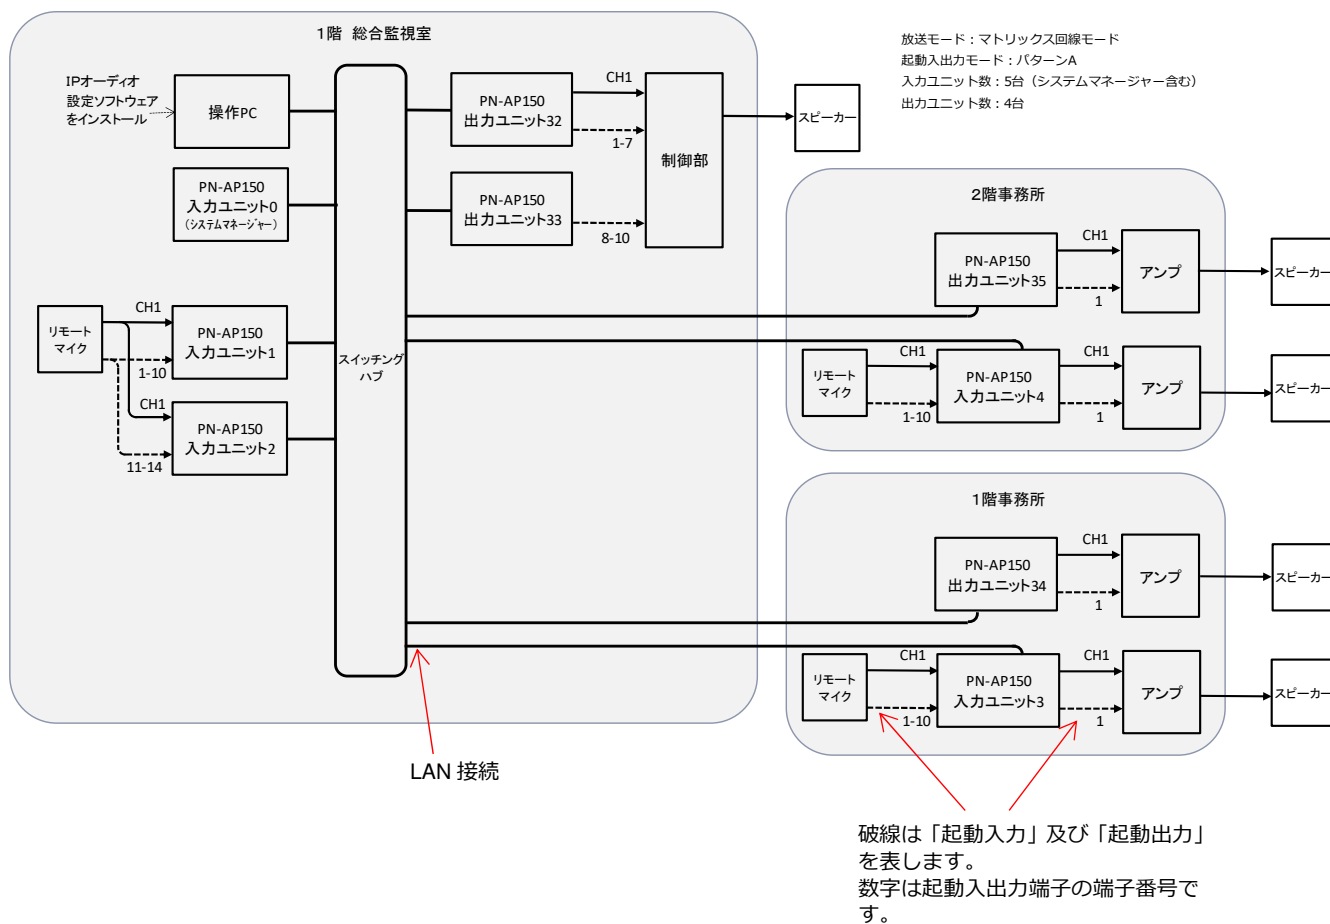 1階 総合監視室
放送モード：マトリックス回線モード
起動入出力モード：パターンA
入力ユニット数：5台（システムマネージャー含む）
出力ユニット数：4台
IPオーディオ
設定ソフトウェア
をインストール
操作PC
PN-AP150
出力ユニット32
CH1
1-7
制御部
スピーカー
PN-AP150
入力ユニット0
（システムマネージャー）
PN-AP150
出力ユニット33
8-10
リモート
マイク
CH1
1-10
PN-AP150
入力ユニット1
CH1
11-14
PN-AP150
入力ユニット2
スイッチング
ハブ
2階事務所
PN-AP150
出力ユニット35
CH1
1
アンプ
スピーカー
リモート
マイク
CH1
1-10
PN-AP150
入力ユニット4
CH1
1
アンプ
スピーカー
1階事務所
PN-AP150
出力ユニット34
CH1
1
アンプ
スピーカー
リモート
マイク
CH1
1-10
PN-AP150
入力ユニット3
CH1
1
アンプ
スピーカー
LAN 接続
破線は「起動入力」及び「起動出力」
を表します。
数字は起動入出力端子の端子番号で
す。